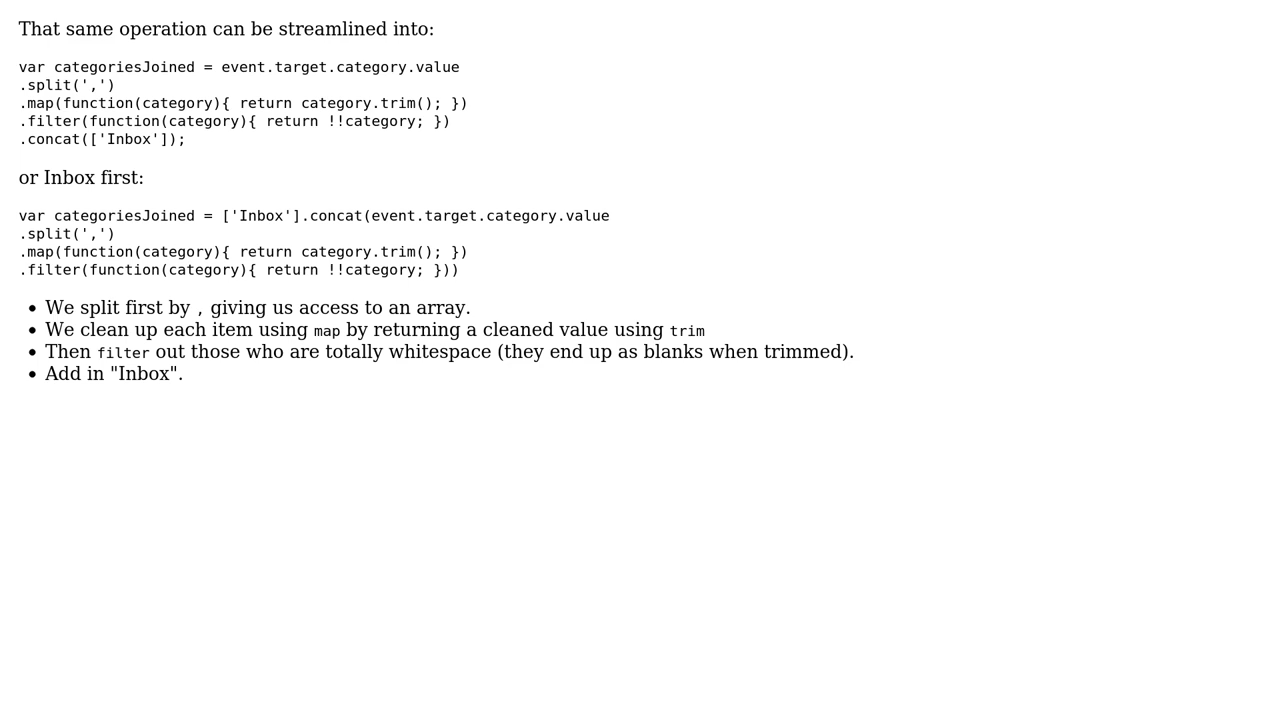 That same operation can be streamlined into:
var categoriesJoined = event.target.category.value
.split(',')
.map(function(category){ return category.trim(); })
.filter(function(category){ return !!category; })
.concat(['Inbox']);
or Inbox first:
var categoriesJoined = ['Inbox'].concat(event.target.category.value
.split(',')
.map(function(category){ return category.trim(); })
.filter(function(category){ return !!category; }))
• We split first by , giving us access to an array.
• We clean up each item using map by returning a cleaned value using trim
• Then filter out those who are totally whitespace (they end up as blanks when trimmed).
• Add in "Inbox".